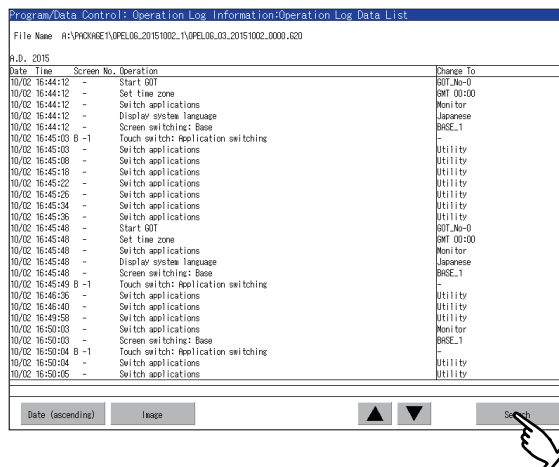 Program/Data Control: Operation Log Information:Operation Log Data List
File Name A:\PACKAGE1\OPELOG_20151002_1\OPELOG_03_20151002_0000.G2O
A.D. 2015
Date Time Screen No. Operation Change To
10/02 16:44:12 - Start GOT GOT_No-0
10/02 16:44:12 - Set time zone GMT 00:00
10/02 16:44:12 - Switch applications Monitor
10/02 16:44:12 - Display system language Japanese
10/02 16:44:12 - Screen switching: Base BASE_1
10/02 16:45:03 B -1 Touch switch: Application switching -
10/02 16:45:03 - Switch applications Utility
10/02 16:45:08 - Switch applications Utility
10/02 16:45:18 - Switch applications Utility
10/02 16:45:22 - Switch applications Utility
10/02 16:45:26 - Switch applications Utility
10/02 16:45:34 - Switch applications Utility
10/02 16:45:36 - Switch applications Utility
10/02 16:45:48 - Start GOT GOT_No-0
10/02 16:45:48 - Set time zone GMT 00:00
10/02 16:45:48 - Switch applications Monitor
10/02 16:45:48 - Display system language Japanese
10/02 16:45:48 - Screen switching: Base BASE_1
10/02 16:45:49 B -1 Touch switch: Application switching -
10/02 16:46:36 - Switch applications Utility
10/02 16:46:40 - Switch applications Utility
10/02 16:49:58 - Switch applications Utility
10/02 16:50:03 - Switch applications Monitor
10/02 16:50:03 - Screen switching: Base BASE_1
10/02 16:50:04 B -1 Touch switch: Application switching -
10/02 16:50:04 - Switch applications Utility
10/02 16:50:05 - Switch applications Utility
Date (ascending) Image Search